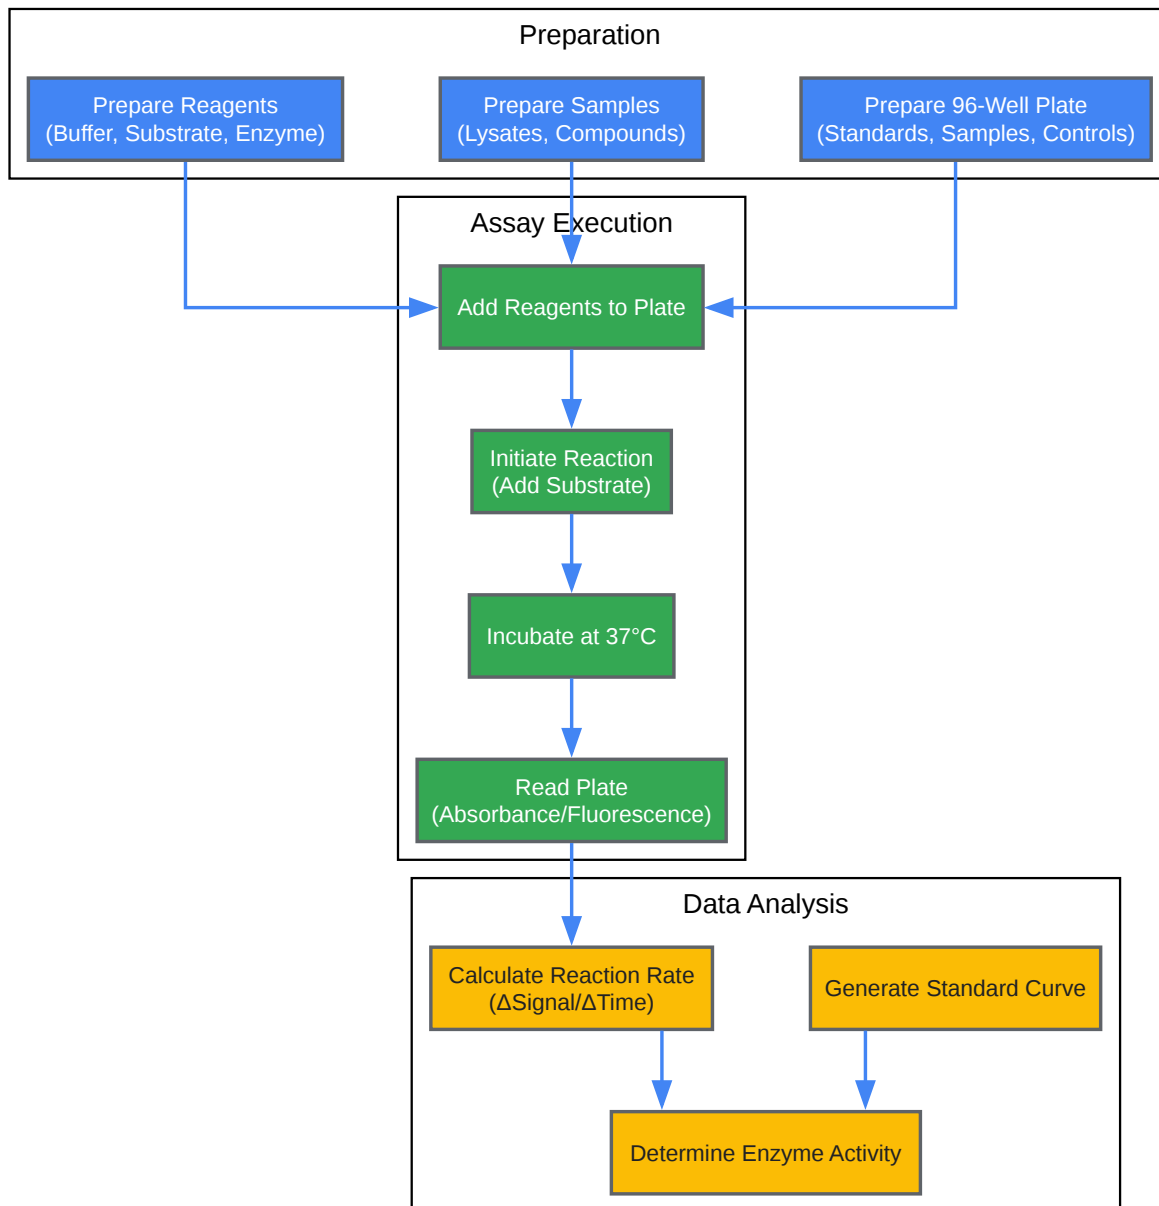 Preparation
Prepare Reagents
(Buffer, Substrate, Enzyme)
Prepare Samples
(Lysates, Compounds)
Prepare 96-Well Plate
(Standards, Samples, Controls)
Assay Execution
Add Reagents to Plate
Initiate Reaction
(Add Substrate)
Incubate at 37°C
Read Plate
(Absorbance/Fluorescence)
Data Analysis
Calculate Reaction Rate
(ΔSignal/ΔTime)
Generate Standard Curve
Determine Enzyme Activity